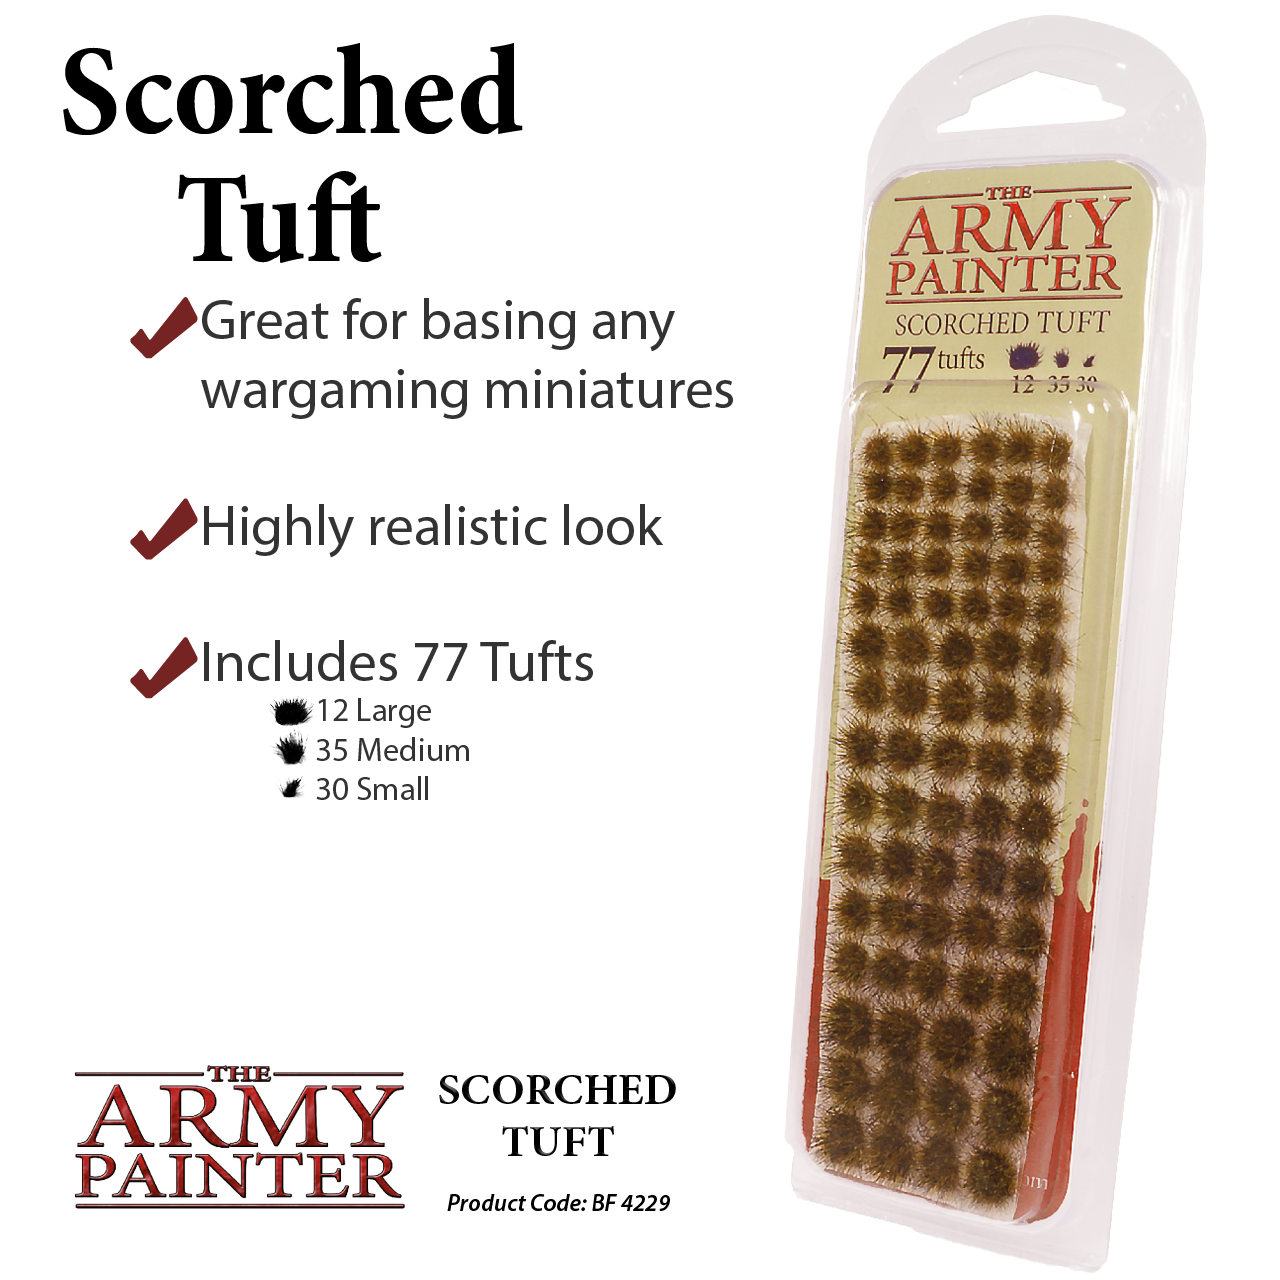 Scorched
Tuft
Great for basing any
wargaming miniatures
Highly realistic look
Includes 77 Tufts
12 Large
35 Medium
30 Small
THE
ARMY
PAINTER
SCORCHED
TUFT
Product Code: BF 4229
THE
ARMY
PAINTER
SCORCHED TUFT
77 tufts
12 35 30